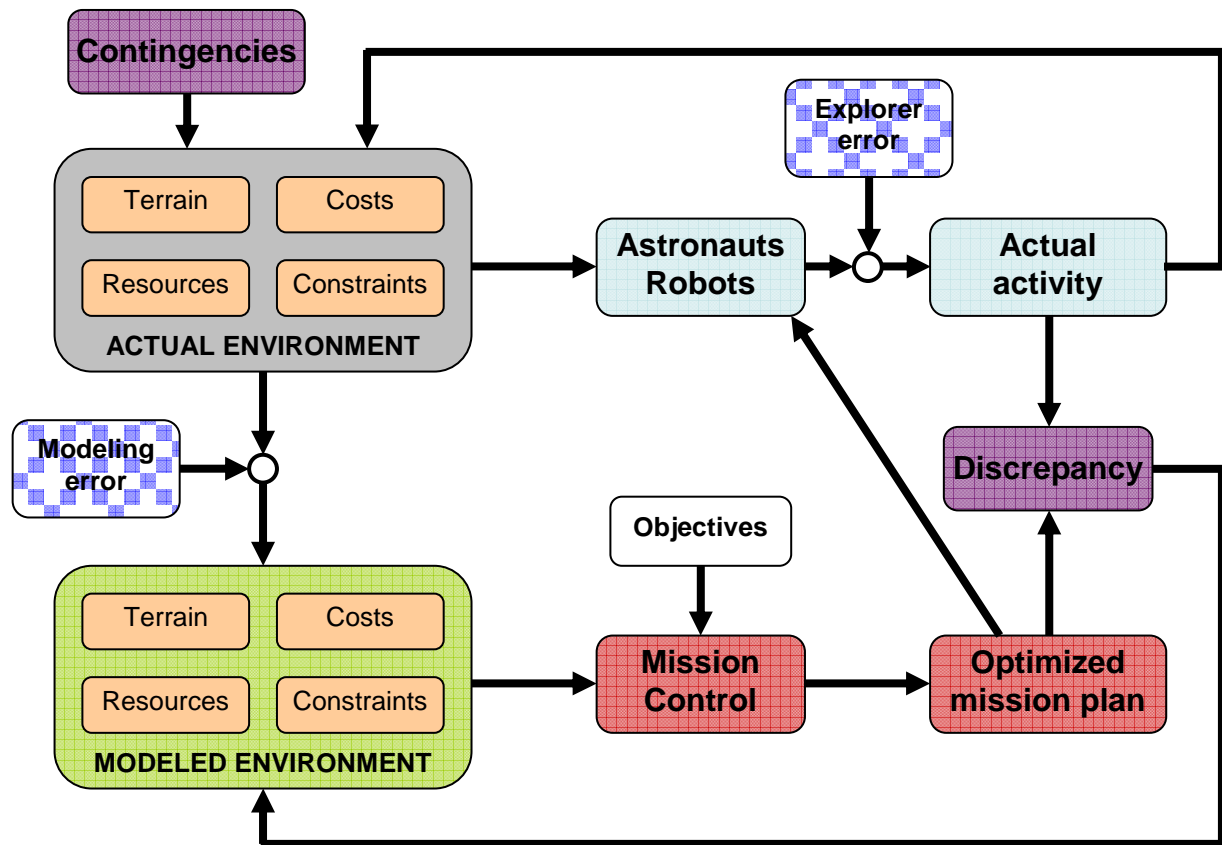 Contingencies
Explorer
error
Terrain
Costs
Resources
Constraints
ACTUAL ENVIRONMENT
Astronauts
Robots
Actual
activity
Modeling
error
Discrepancy
Objectives
Terrain
Costs
Resources
Constraints
MODELED ENVIRONMENT
Mission
Control
Optimized
mission plan